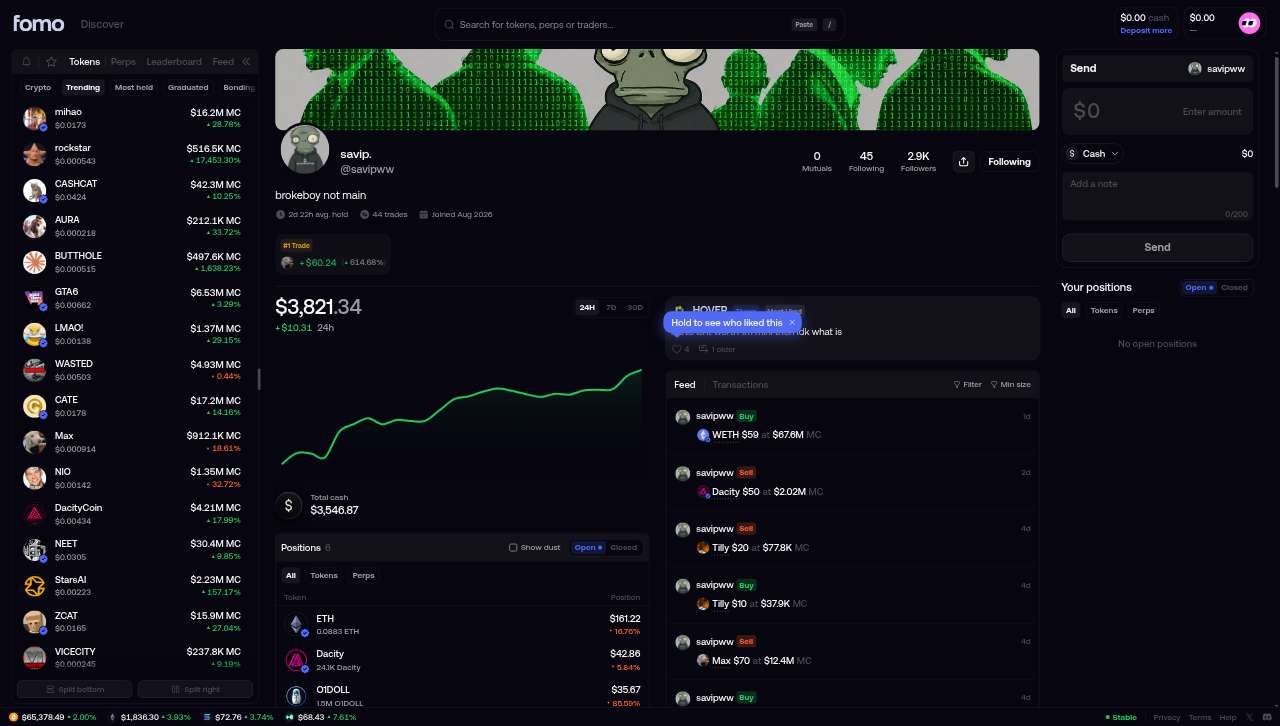 fomo Discover
Search for tokens, perps or traders... Paste /
$0.00 cash
Deposit more
$0.00
—
Tokens Perps Leaderboard Feed
Crypto Trending Most held Graduated Bonding
mihao $16.2M MC
$0.0173 28.78%
rockstar $516.5K MC
$0.000543 17,453.30%
CASHCAT $42.3M MC
$0.0424 10.25%
AURA $212.1K MC
$0.000218 33.72%
BUTTHOLE $497.6K MC
$0.000515 1,638.23%
GTA6 $6.53M MC
$0.00662 3.29%
LMAO! $1.37M MC
$0.00138 29.15%
WASTED $4.93M MC
$0.00503 0.44%
CATE $17.2M MC
$0.0178 14.16%
Max $912.1K MC
$0.000914 18.61%
NIO $1.35M MC
$0.00142 32.72%
DacityCoin $4.21M MC
$0.00434 17.99%
NEET $30.4M MC
$0.0305 9.85%
StarsAI $2.23M MC
$0.00223 157.17%
ZCAT $15.9M MC
$0.0165 27.04%
VICECITY $237.8K MC
$0.000245 9.19%
Split bottom Split right
savip.
@savipww
0 45 2.9K
Mutuals Following Followers
Following
brokeboy not main
2d 22h avg. hold 44 trades Joined Aug 2026
#1 Trade
+$60.24 614.68%
$3,821.34
24H 7D 30D
+$10.31 24h
Total cash
$3,546.87
Positions 6 Show dust Open Closed
All Tokens Perps
Token Position
ETH $161.22
0.0883 ETH 16.76%
Dacity $42.86
24.1K Dacity 5.84%
O1DOLL $35.67
1.5M O1DOLL 85.59%
HOVER
Hold to see who liked this ×
idk what is
4 1 older
Feed Transactions Filter Min size
savipww Buy 1d
WETH $59 at $67.6M MC
savipww Sell 2d
Dacity $50 at $2.02M MC
savipww Sell 4d
Tilly $20 at $77.8K MC
savipww Buy 4d
Tilly $10 at $37.9K MC
savipww Sell 4d
Max $70 at $12.4M MC
savipww Buy 4d
Send savipww
$0 Enter amount
$ Cash $0
Add a note
0/200
Send
Your positions Open Closed
All Tokens Perps
No open positions
$65,378.49 2.00% $1,836.30 3.93% $72.76 3.74% $68.43 7.61%
Stable Privacy Terms Help